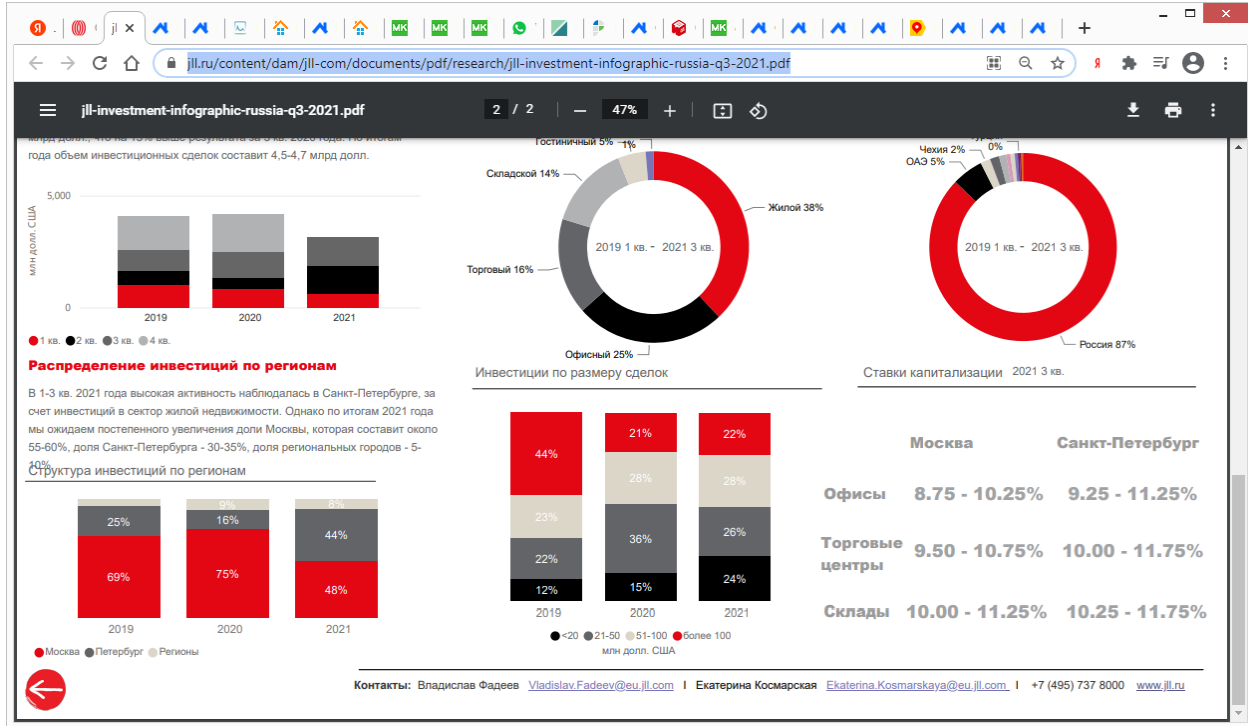 jll.ru/content/dam/jll-com/documents/pdf/research/jll-investment-infographic-russia-q3-2021.pdf
jll-investment-infographic-russia-q3-2021.pdf
2 / 2
47%
года объем инвестиционных сделок составит 4,5-4,7 млрд долл.
5,000
млн долл. США
0
2019
2020
2021
1 кв. 2 кв. 3 кв. 4 кв.
Гостиничный 5%
1%
Складской 14%
Жилой 38%
2019 1 кв. - 2021 3 кв.
Торговый 16%
Офисный 25%
0%
Чехия 2%
ОАЭ 5%
2019 1 кв. - 2021 3 кв.
Россия 87%
Распределение инвестиций по регионам
В 1-3 кв. 2021 года высокая активность наблюдалась в Санкт-Петербурге, за
счет инвестиций в сектор жилой недвижимости. Однако по итогам 2021 года
мы ожидаем постепенного увеличения доли Москвы, которая составит около
55-60%, доля Санкт-Петербурга - 30-35%, доля региональных городов - 5-
10%.
Структура инвестиций по регионам
25%
69%
9%
16%
75%
8%
44%
48%
2019
2020
2021
Москва Петербург Регионы
Инвестиции по размеру сделок
44%
23%
22%
12%
21%
28%
36%
15%
22%
28%
26%
24%
2019
2020
2021
<20 21-50 51-100 более 100
млн долл. США
Ставки капитализации 2021 3 кв.
Москва Санкт-Петербург
Офисы 8.75 - 10.25% 9.25 - 11.25%
Торговые
центры 9.50 - 10.75% 10.00 - 11.75%
Склады 10.00 - 11.25% 10.25 - 11.75%
Контакты: Владислав Фадеев Vladislav.Fadeev@eu.jll.com I Екатерина Космарская Ekaterina.Kosmarskaya@eu.jll.com I +7 (495) 737 8000 www.jll.ru